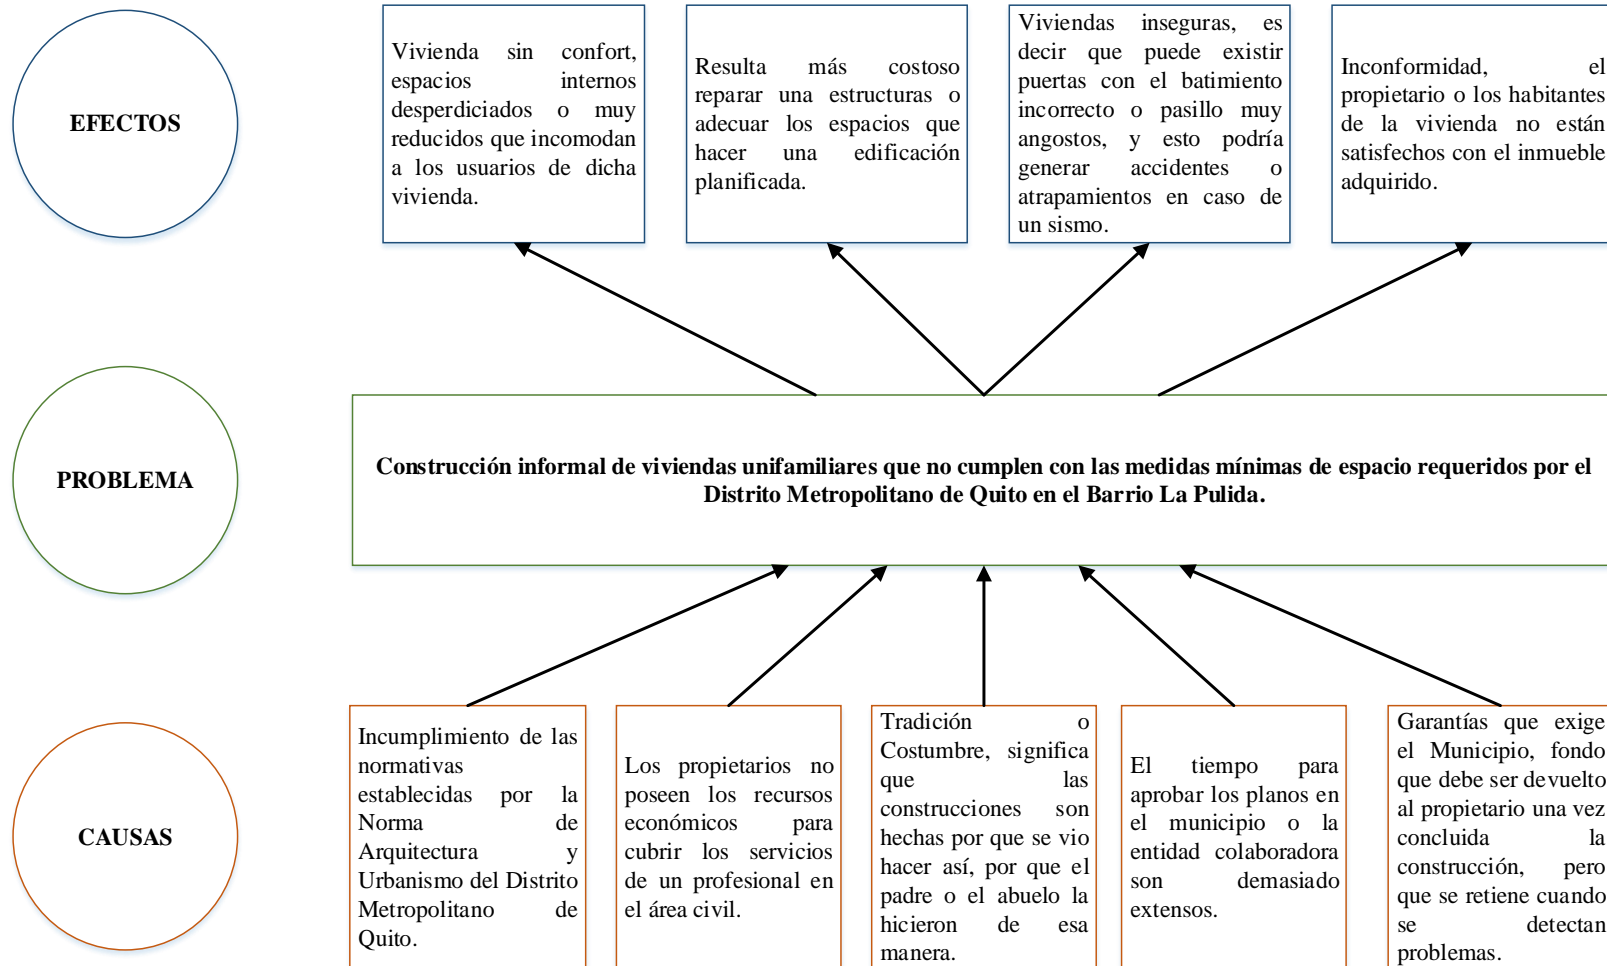 EFECTOS
Vivienda sin confort,
espacios internos
desperdiciados o muy
reducidos que incomodan
a los usuarios de dicha
vivienda.
Resulta más costoso
reparar una estructuras o
adecuar los espacios que
hacer una edificación
planificada.
Viviendas inseguras, es
decir que puede existir
puertas con el batimiento
incorrecto o pasillo muy
angostos, y esto podría
generar accidentes o
atrapamientos en caso de
un sismo.
Inconformidad, el
propietario o los habitantes
de la vivienda no están
satisfechos con el inmueble
adquirido.
PROBLEMA
Construcción informal de viviendas unifamiliares que no cumplen con las medidas mínimas de espacio requeridos por el
Distrito Metropolitano de Quito en el Barrio La Pulida.
CAUSAS
Incumplimiento de las
normativas
establecidas por la
Norma de
Arquitectura y
Urbanismo del Distrito
Metropolitano de
Quito.
Los propietarios no
poseen los recursos
económicos para
cubrir los servicios
de un profesional en
el área civil.
Tradición o
Costumbre, significa
que las
construcciones son
hechas por que se vio
hacer así, por que el
padre o el abuelo la
hicieron de esa
manera.
El tiempo para
aprobar los planos en
el municipio o la
entidad colaboradora
son demasiado
extensos.
Garantías que exige
el Municipio, fondo
que debe ser devuelto
al propietario una vez
concluida la
construcción, pero
que se retiene cuando
se detectan
problemas.